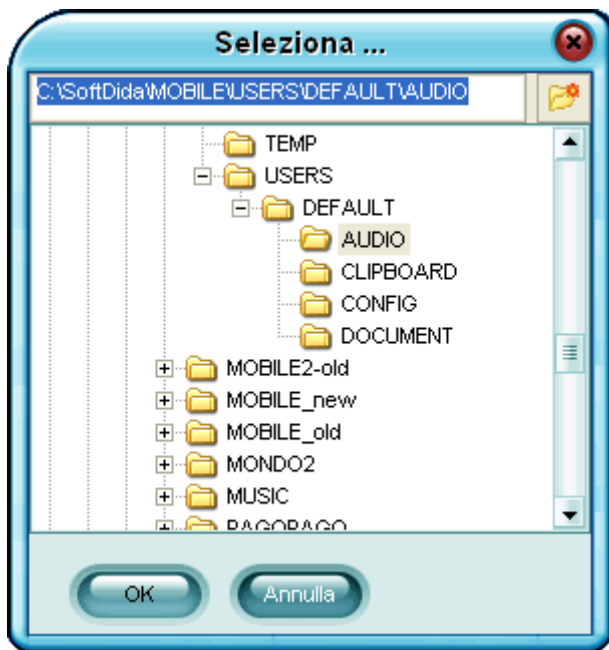 Seleziona ...
C:\SoftDida\MOBILE\USERS\DEFAULT\AUDIO
TEMP
USERS
DEFAULT
AUDIO
CLIPBOARD
CONFIG
DOCUMENT
MOBILE2-old
MOBILE_new
MOBILE_old
MONDO2
MUSIC
PAGOPAGO
OK Annulla